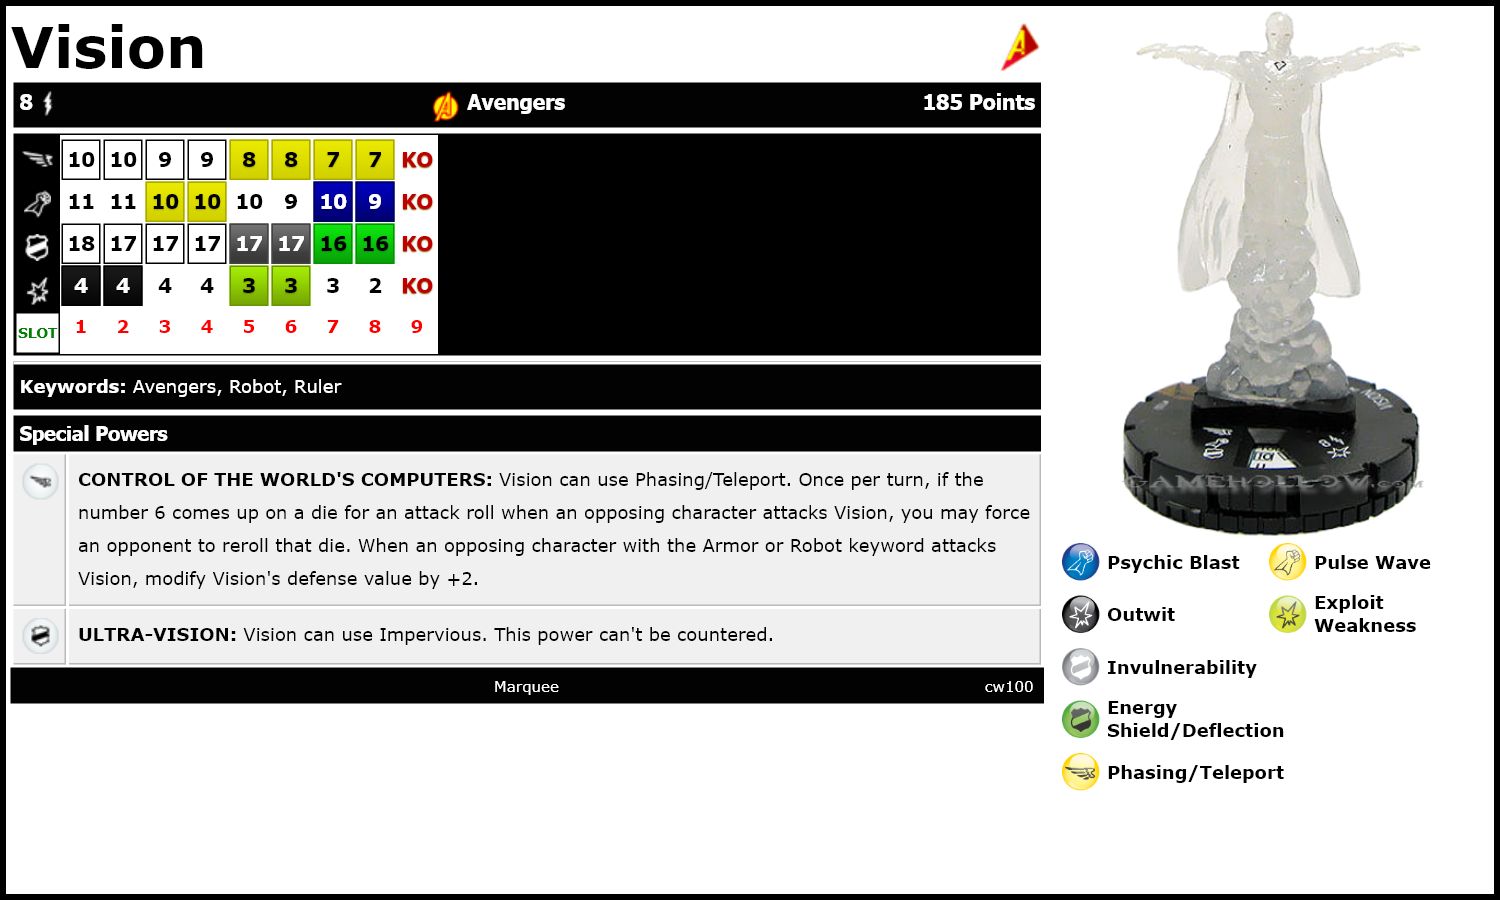 Vision
8 Avengers 185 Points
10 10 9 9 8 8 7 7 KO
11 11 10 10 10 9 10 9 KO
18 17 17 17 17 17 16 16 KO
4 4 4 4 3 3 3 2 KO
SLOT 1 2 3 4 5 6 7 8 9
Keywords: Avengers, Robot, Ruler
Special Powers
CONTROL OF THE WORLD'S COMPUTERS: Vision can use Phasing/Teleport. Once per turn, if the
number 6 comes up on a die for an attack roll when an opposing character attacks Vision, you may force
an opponent to reroll that die. When an opposing character with the Armor or Robot keyword attacks
Vision, modify Vision's defense value by +2.
ULTRA-VISION: Vision can use Impervious. This power can't be countered.
Marquee cw100
VISION
GAMEHOLLOW.com
Psychic Blast Pulse Wave
Outwit Exploit
Weakness
Invulnerability
Energy
Shield/Deflection
Phasing/Teleport